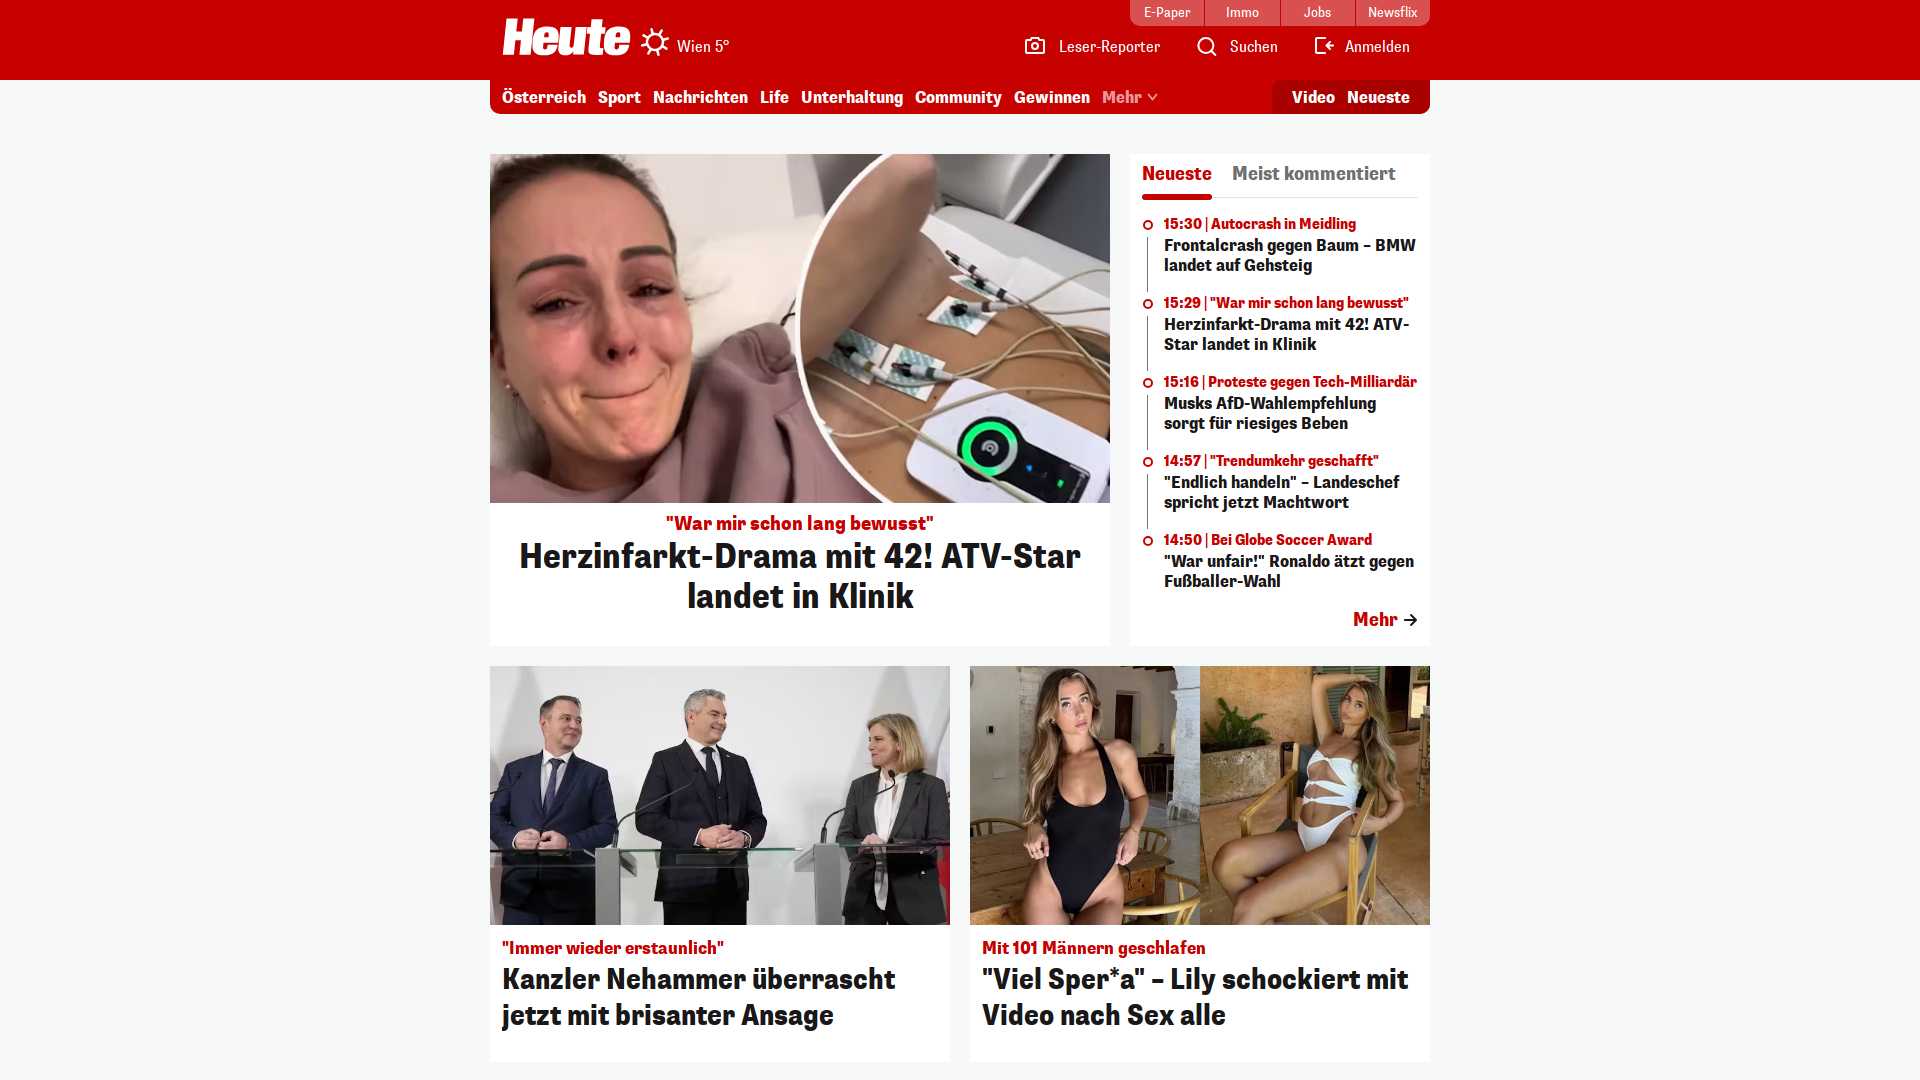 E-Paper
Immo
Jobs
Newsflix
Heute
Wien 5°
Leser-Reporter
Suchen
Anmelden
Österreich
Sport
Nachrichten
Life
Unterhaltung
Community
Gewinnen
Mehr
Video
Neueste
"War mir schon lang bewusst"
Herzinfarkt-Drama mit 42! ATV-Star
landet in Klinik
Neueste
Meist kommentiert
15:30 | Autocrash in Meidling
Frontalcrash gegen Baum – BMW
landet auf Gehsteig
15:29 | "War mir schon lang bewusst"
Herzinfarkt-Drama mit 42! ATV-
Star landet in Klinik
15:16 | Proteste gegen Tech-Milliardär
Musks AfD-Wahlempfehlung
sorgt für riesiges Beben
14:57 | "Trendumkehr geschafft"
"Endlich handeln" – Landeschef
spricht jetzt Machtwort
14:50 | Bei Globe Soccer Award
"War unfair!" Ronaldo ätzt gegen
Fußballer-Wahl
Mehr
"Immer wieder erstaunlich"
Kanzler Nehammer überrascht
jetzt mit brisanter Ansage
Mit 101 Männern geschlafen
"Viel Sper*a" – Lily schockiert mit
Video nach Sex alle